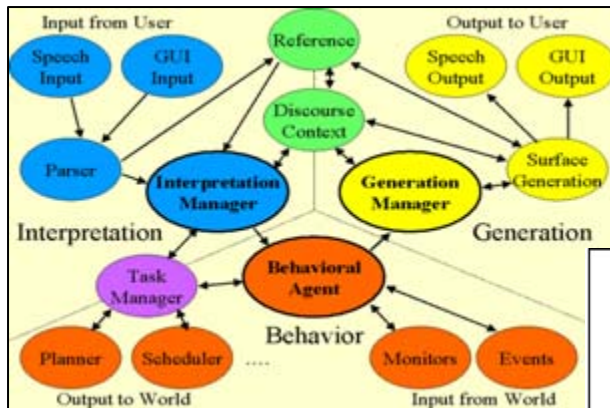 Input from User
Output to User
Speech
Input
GUI
Input
Reference
Speech
Output
GUI
Output
Discourse
Context
Parser
Surface
Generation
Interpretation
Manager
Generation
Manager
Interpretation
Generation
Task
Manager
Behavioral
Agent
Behavior
Planner
Scheduler
....
Monitors
Events
Output to World
Input from World